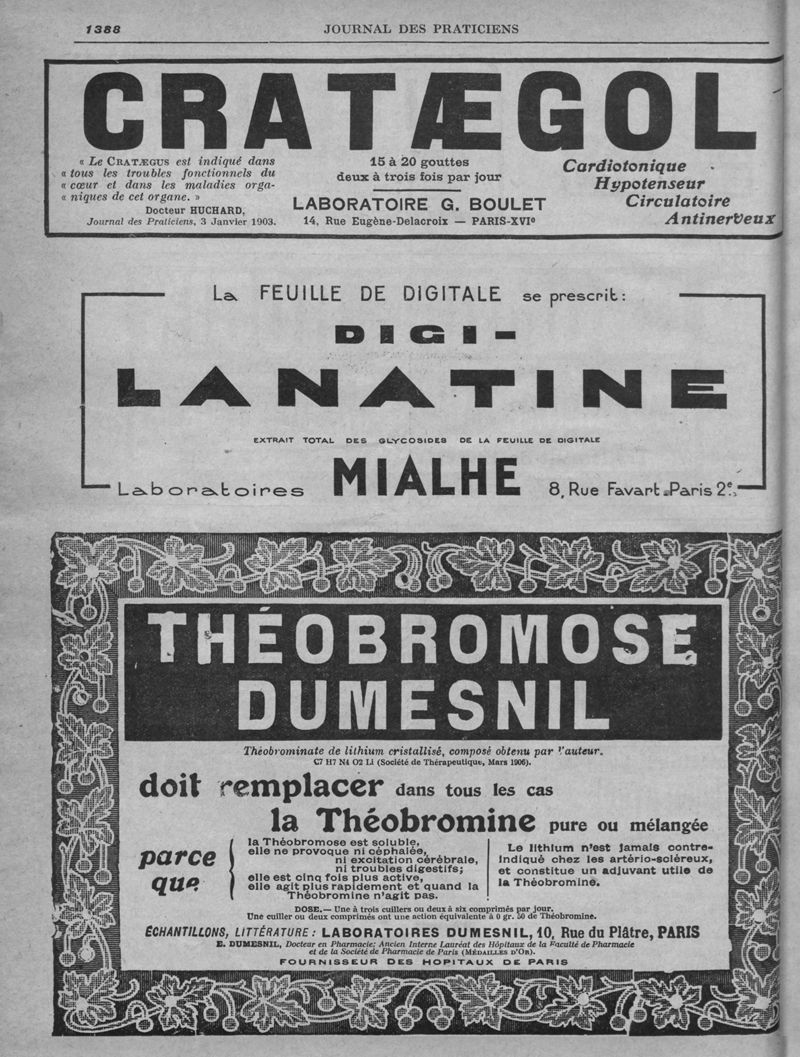 1388
JOURNAL DES PRATICIENS
CRATÆGOL
« Le CRATÆGUS est indiqué dans
« tous les troubles fonctionnels du
« cœur et dans les maladies orga-
« niques de cet organe. »
Docteur HUCHARD,
Journal des Praticiens, 3 Janvier 1903.
15 à 20 gouttes
deux à trois fois par jour
LABORATOIRE G. BOULET
14, Rue Eugène-Delacroix — PARIS-XVIe
Cardiotonique
Hypotenseur
Circulatoire
Antinerveux
La FEUILLE DE DIGITALE se prescrit :
DIGI-
LANATINE
EXTRAIT TOTAL DES GLYCOSIDES DE LA FEUILLE DE DIGITALE
Laboratoires MIALHE 8, Rue Favart . Paris 2e.
THÉOBROMOSE
DUMESNIL
Théobrominate de lithium cristallisé, composé obtenu par l'auteur.
C7 H7 N4 O2 Li (Société de Thérapeutique, Mars 1906).
doit remplacer dans tous les cas
la Théobromine pure ou mélangée
parce
que
la Théobromose est soluble,
elle ne provoque ni céphalée,
ni excitation cérébrale,
ni troubles digestifs;
elle est cinq fois plus active,
elle agit plus rapidement et quand la
Théobromine n'agit pas.
Le lithium n'est jamais contre-
indiqué chez les artério-scléreux,
et constitue un adjuvant utile de
la Théobromine.
DOSE. — Une à trois cuillers ou deux à six comprimés par jour.
Une cuiller ou deux comprimés ont une action équivalente à 0 gr. 50 de Théobromine.
ÉCHANTILLONS, LITTÉRATURE : LABORATOIRES DUMESNIL, 10, Rue du Plâtre, PARIS
E. DUMESNIL, Docteur en Pharmacie; Ancien Interne Lauréat des Hôpitaux de la Faculté de Pharmacie
et de la Société de Pharmacie de Paris (MÉDAILLES D'OR).
FOURNISSEUR DES HOPITAUX DE PARIS